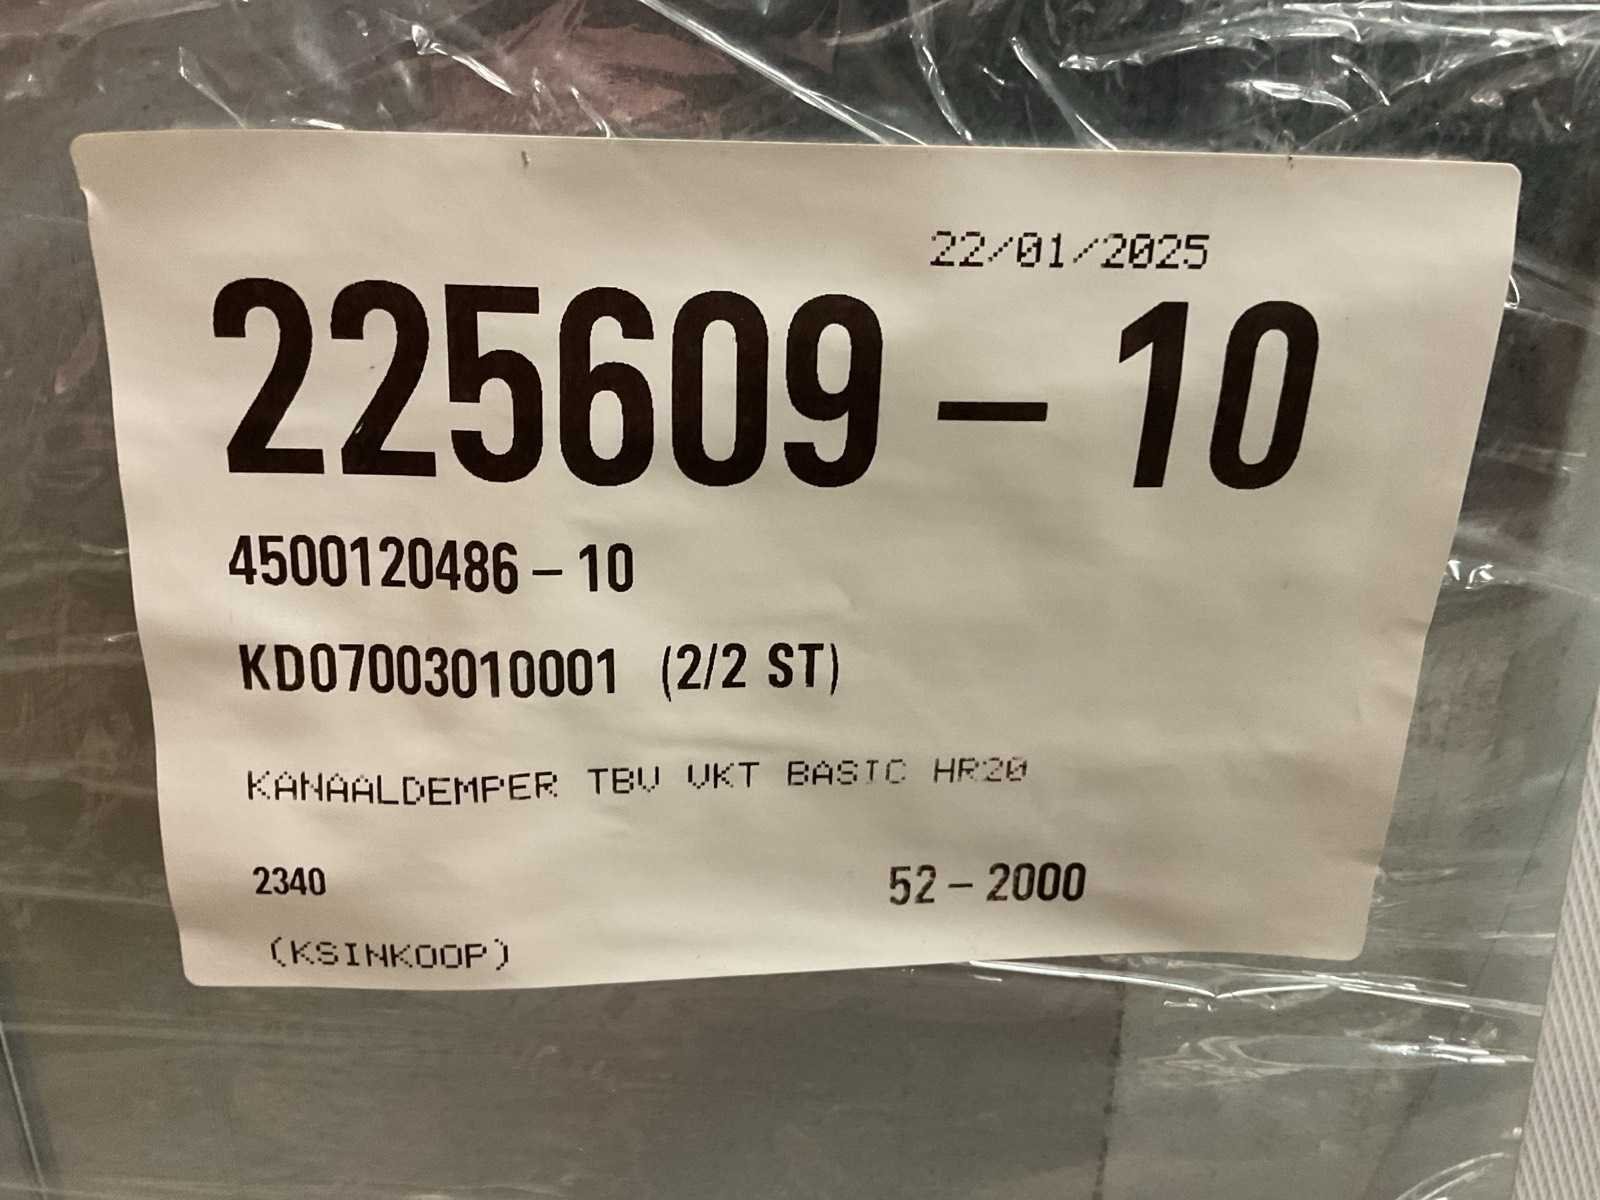 22/01/2025
225609 – 10
4500120486 – 10
KD07003010001 (2/2 ST)
KANAALDEMPER TBV VKT BASIC HR20
2340 52 – 2000
(KSINKOOP)